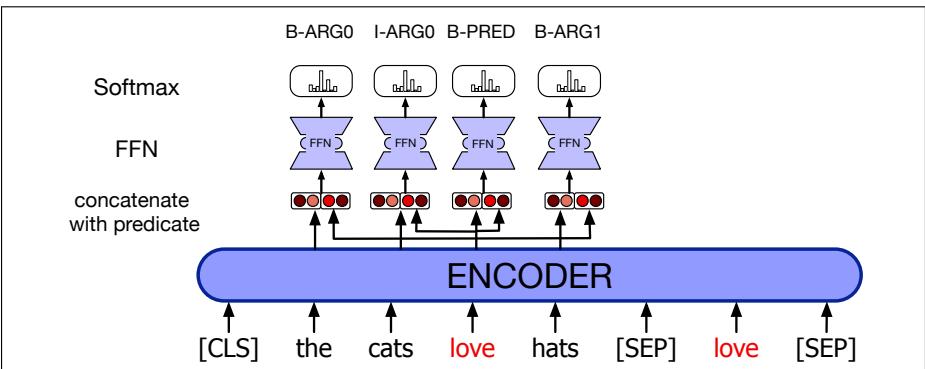 B-ARG0 I-ARG0 B-PRED B-ARG1
Softmax
FFN
FFN FFN FFN FFN
concatenate
with predicate
ENCODER
[CLS] the cats love hats [SEP] love [SEP]